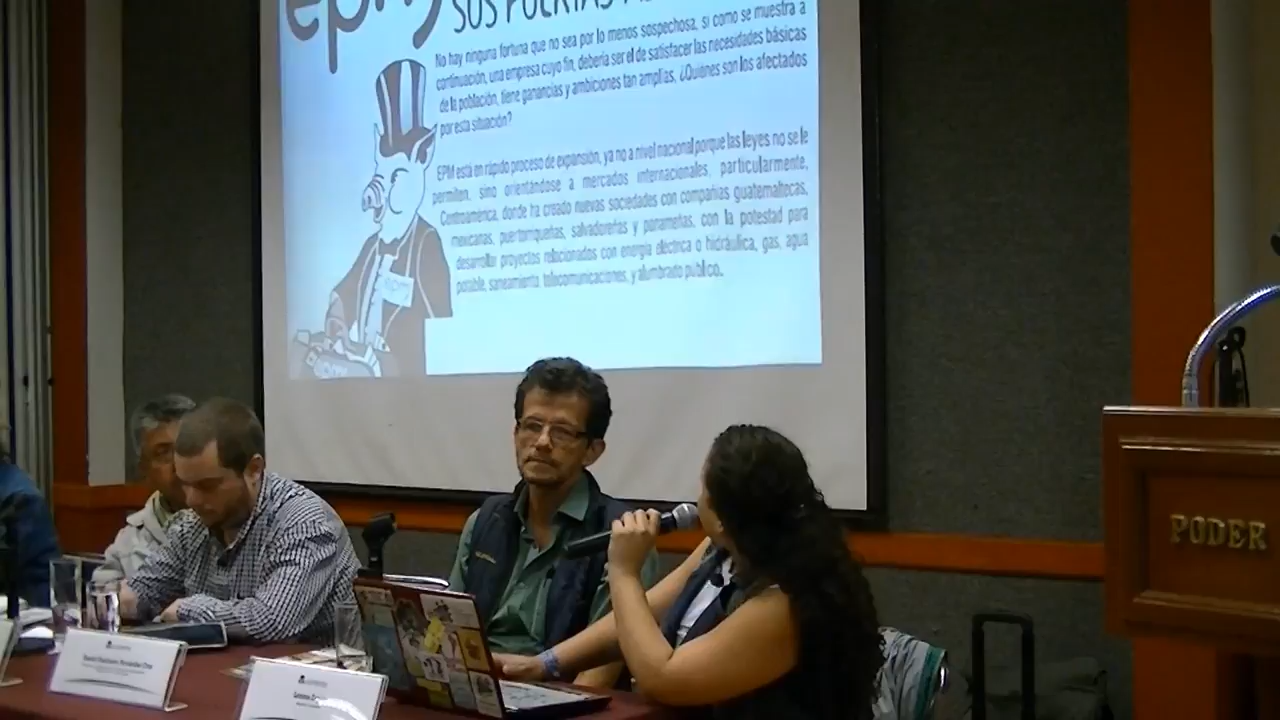 epm
SUS PUERTAS
No hay ninguna fortuna que no sea por lo menos sospechosa, si como se muestra a
continuación, una empresa cuyo fin, debería ser el de satisfacer las necesidades básicas
de la población, tiene ganancias y ambiciones tan amplias. ¿Quiénes son los afectados
por esta situación?
EPM está en rápido proceso de expansión, ya no a nivel nacional porque las leyes no se le
permiten, sino orientándose a mercados internacionales, particularmente,
Centroamérica, donde ha creado nuevas sociedades con compañías guatemaltecas,
mexicanas, puertorriqueñas, salvadoreñas y panameñas, con la potestad para
desarrollar proyectos relacionados con energía eléctrica o hidráulica, gas, agua
potable, saneamiento, telecomunicaciones, y alumbrado público.
epm
PODER